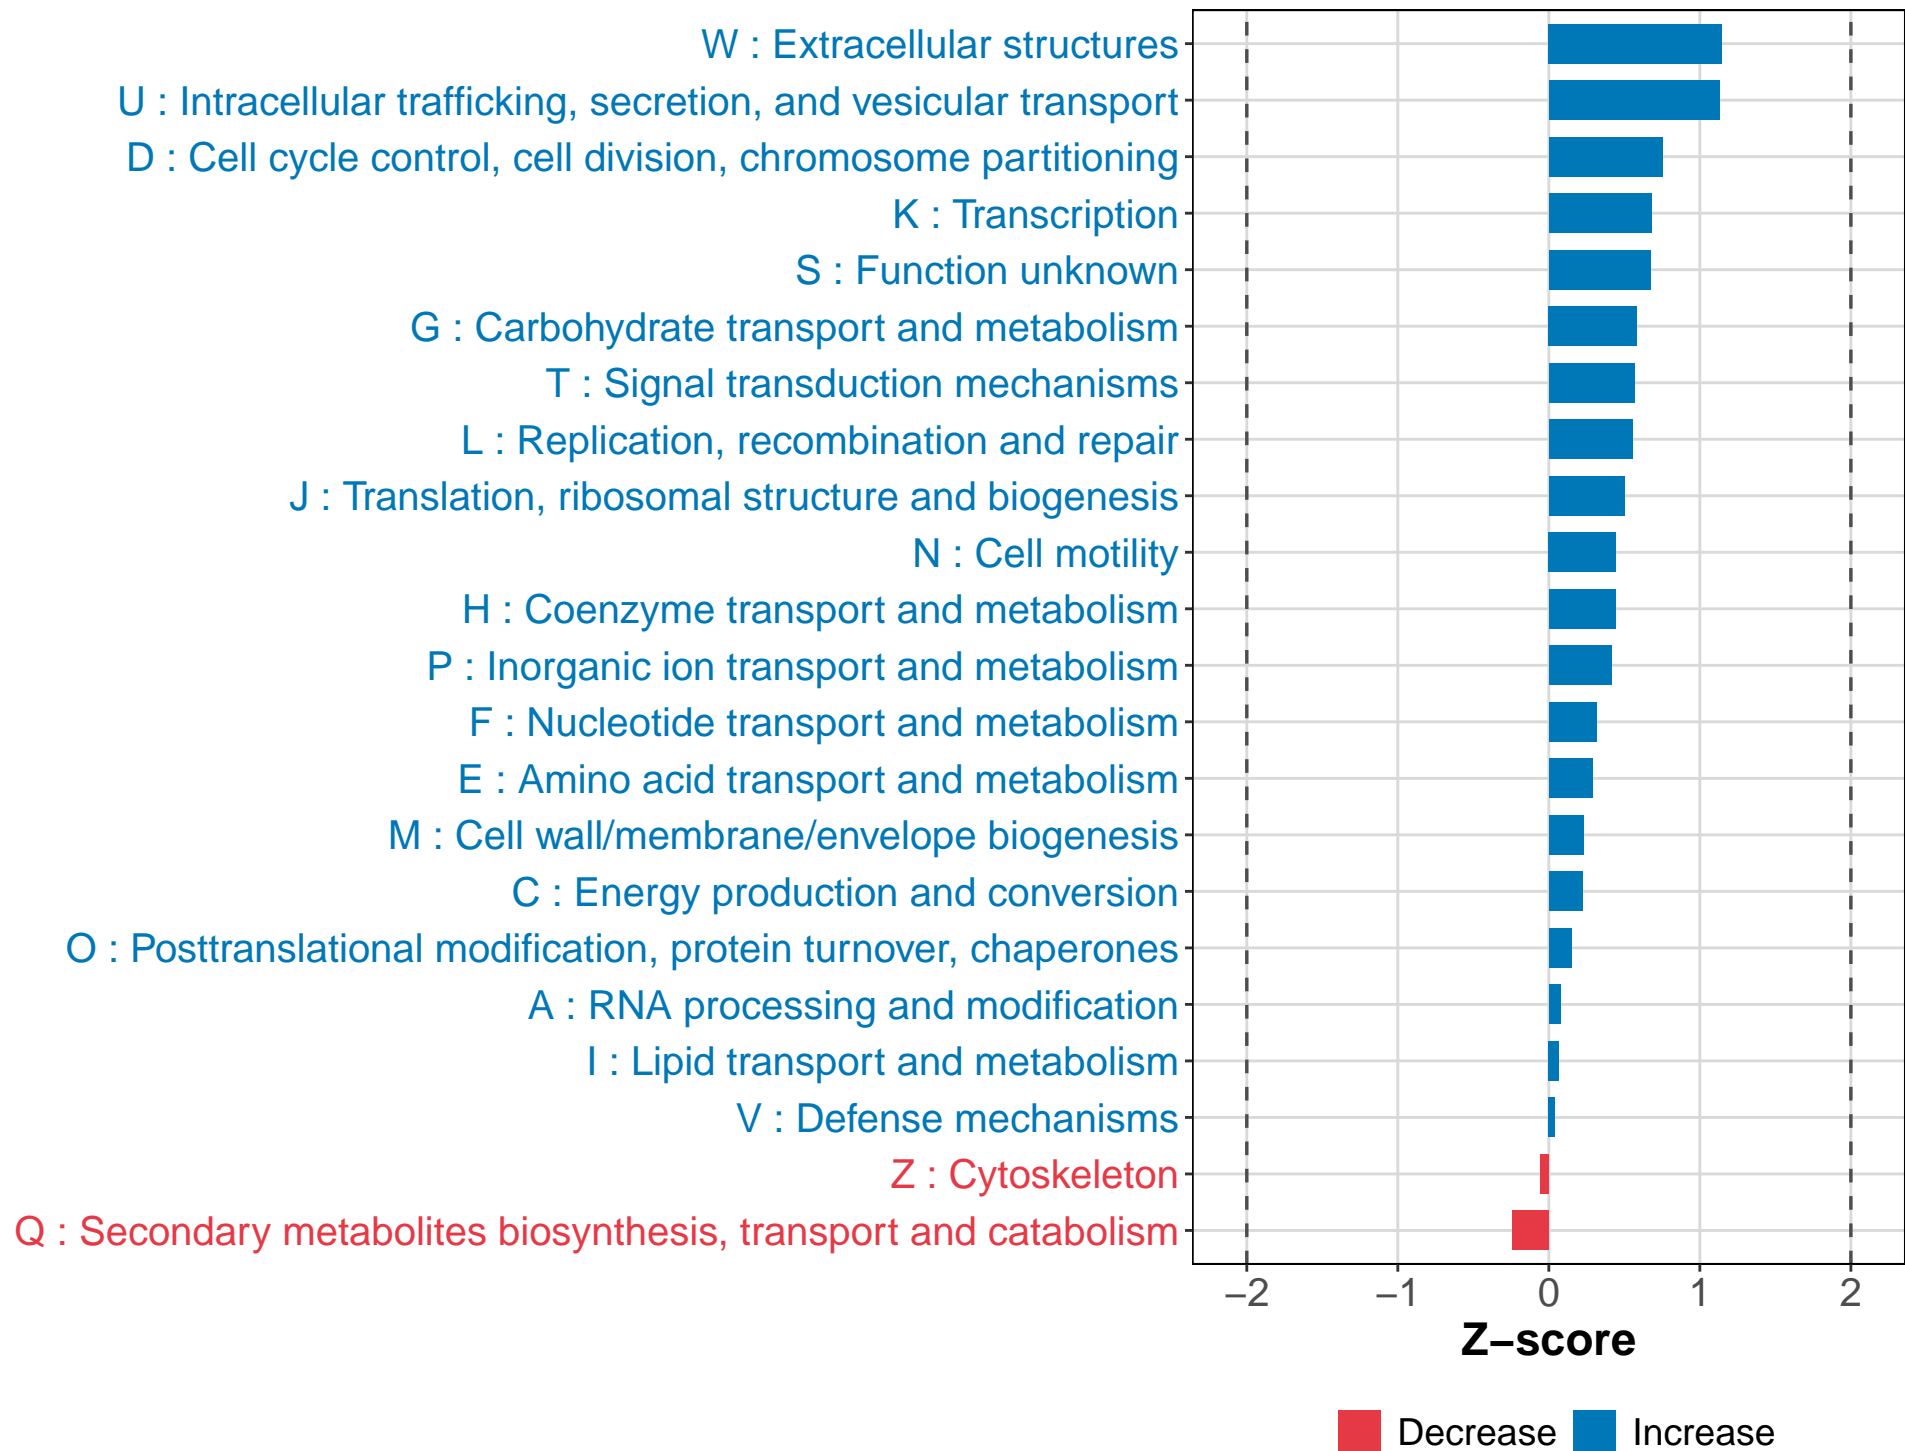 W : Extracellular structures
U : Intracellular trafficking, secretion, and vesicular transport
D : Cell cycle control, cell division, chromosome partitioning
K : Transcription
S : Function unknown
G : Carbohydrate transport and metabolism
T : Signal transduction mechanisms
L : Replication, recombination and repair
J : Translation, ribosomal structure and biogenesis
N : Cell motility
H : Coenzyme transport and metabolism
P : Inorganic ion transport and metabolism
F : Nucleotide transport and metabolism
E : Amino acid transport and metabolism
M : Cell wall/membrane/envelope biogenesis
C : Energy production and conversion
O : Posttranslational modification, protein turnover, chaperones
A : RNA processing and modification
I : Lipid transport and metabolism
V : Defense mechanisms
Z : Cytoskeleton
Q : Secondary metabolites biosynthesis, transport and catabolism
−2 −1 0 1 2
Z−score
Decrease Increase